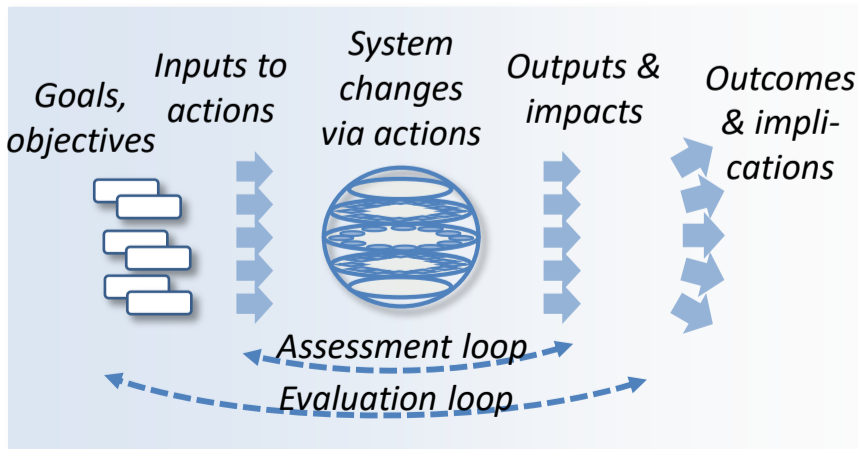 Goals,
objectives
Inputs to
actions
System
changes
via actions
Outputs &
impacts
Outcomes
& impli-
cations
Assessment loop
Evaluation loop